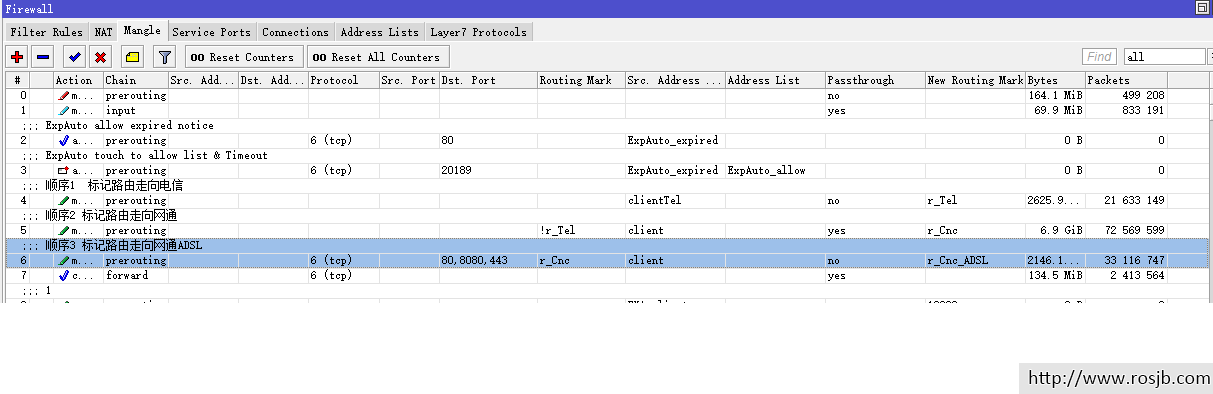 Firewall
Filter Rules NAT Mangle Service Ports Connections Address Lists Layer7 Protocols
00 Reset Counters 00 Reset All Counters Find all
# Action Chain Src. Add... Dst. Add... Protocol Src. Port Dst. Port Routing Mark Src. Address ... Address List Passthrough New Routing Mark Bytes Packets
0 m... prerouting no 164.1 MiB 499 208
1 m... input yes 69.9 MiB 833 191
;;; ExpAuto allow expired notice
2 a... prerouting 6 (tcp) 80 ExpAuto_expired 0 B 0
;;; ExpAuto touch to allow list & Timeout
3 a... prerouting 6 (tcp) 20189 ExpAuto_expired ExpAuto_allow 0 B 0
;;; 顺序1 标记路由走向电信
4 m... prerouting clientTel no r_Tel 2625.9... 21 633 149
;;; 顺序2 标记路由走向网通
5 m... prerouting !r_Tel client yes r_Cnc 6.9 GiB 72 569 599
;;; 顺序3 标记路由走向网通ADSL
6 m... prerouting 6 (tcp) 80,8080,443 r_Cnc client no r_Cnc_ADSL 2146.1... 33 116 747
7 c... forward 6 (tcp) yes 134.5 MiB 2 413 564
;;; 1
http://www.rosjb.com